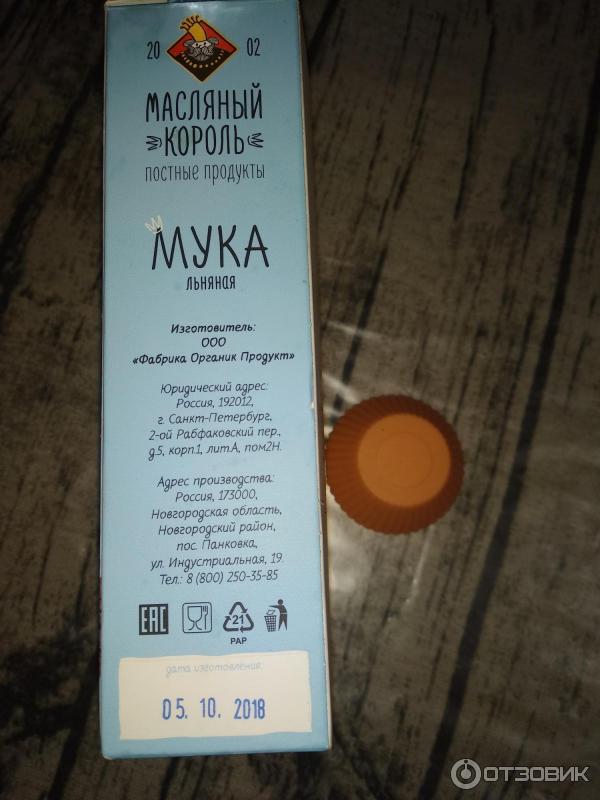 20 02
МАСЛЯНЫЙ
КОРОЛЬ
ПОСТНЫЕ ПРОДУКТЫ
МУКА
ЛЬНЯНАЯ
Изготовитель:
ООО
«Фабрика Органик Продукт»
Юридический адрес:
Россия, 192012,
г. Санкт-Петербург,
2-ой Рабфаковский пер.,
д.5, корп.1, лит.А, пом2Н.
Адрес производства:
Россия, 173000,
Новгородская область,
Новгородский район,
пос. Панковка,
ул. Индустриальная, 19.
Тел.: 8 (800) 250-35-85
EAC
21
PAP
дата изготовления:
05. 10. 2018
ОТЗОВИК